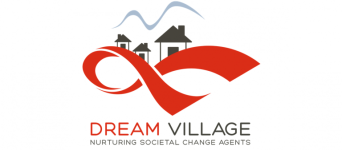 DREAM VILLAGE
NURTURING SOCIETAL CHANGE AGENTS